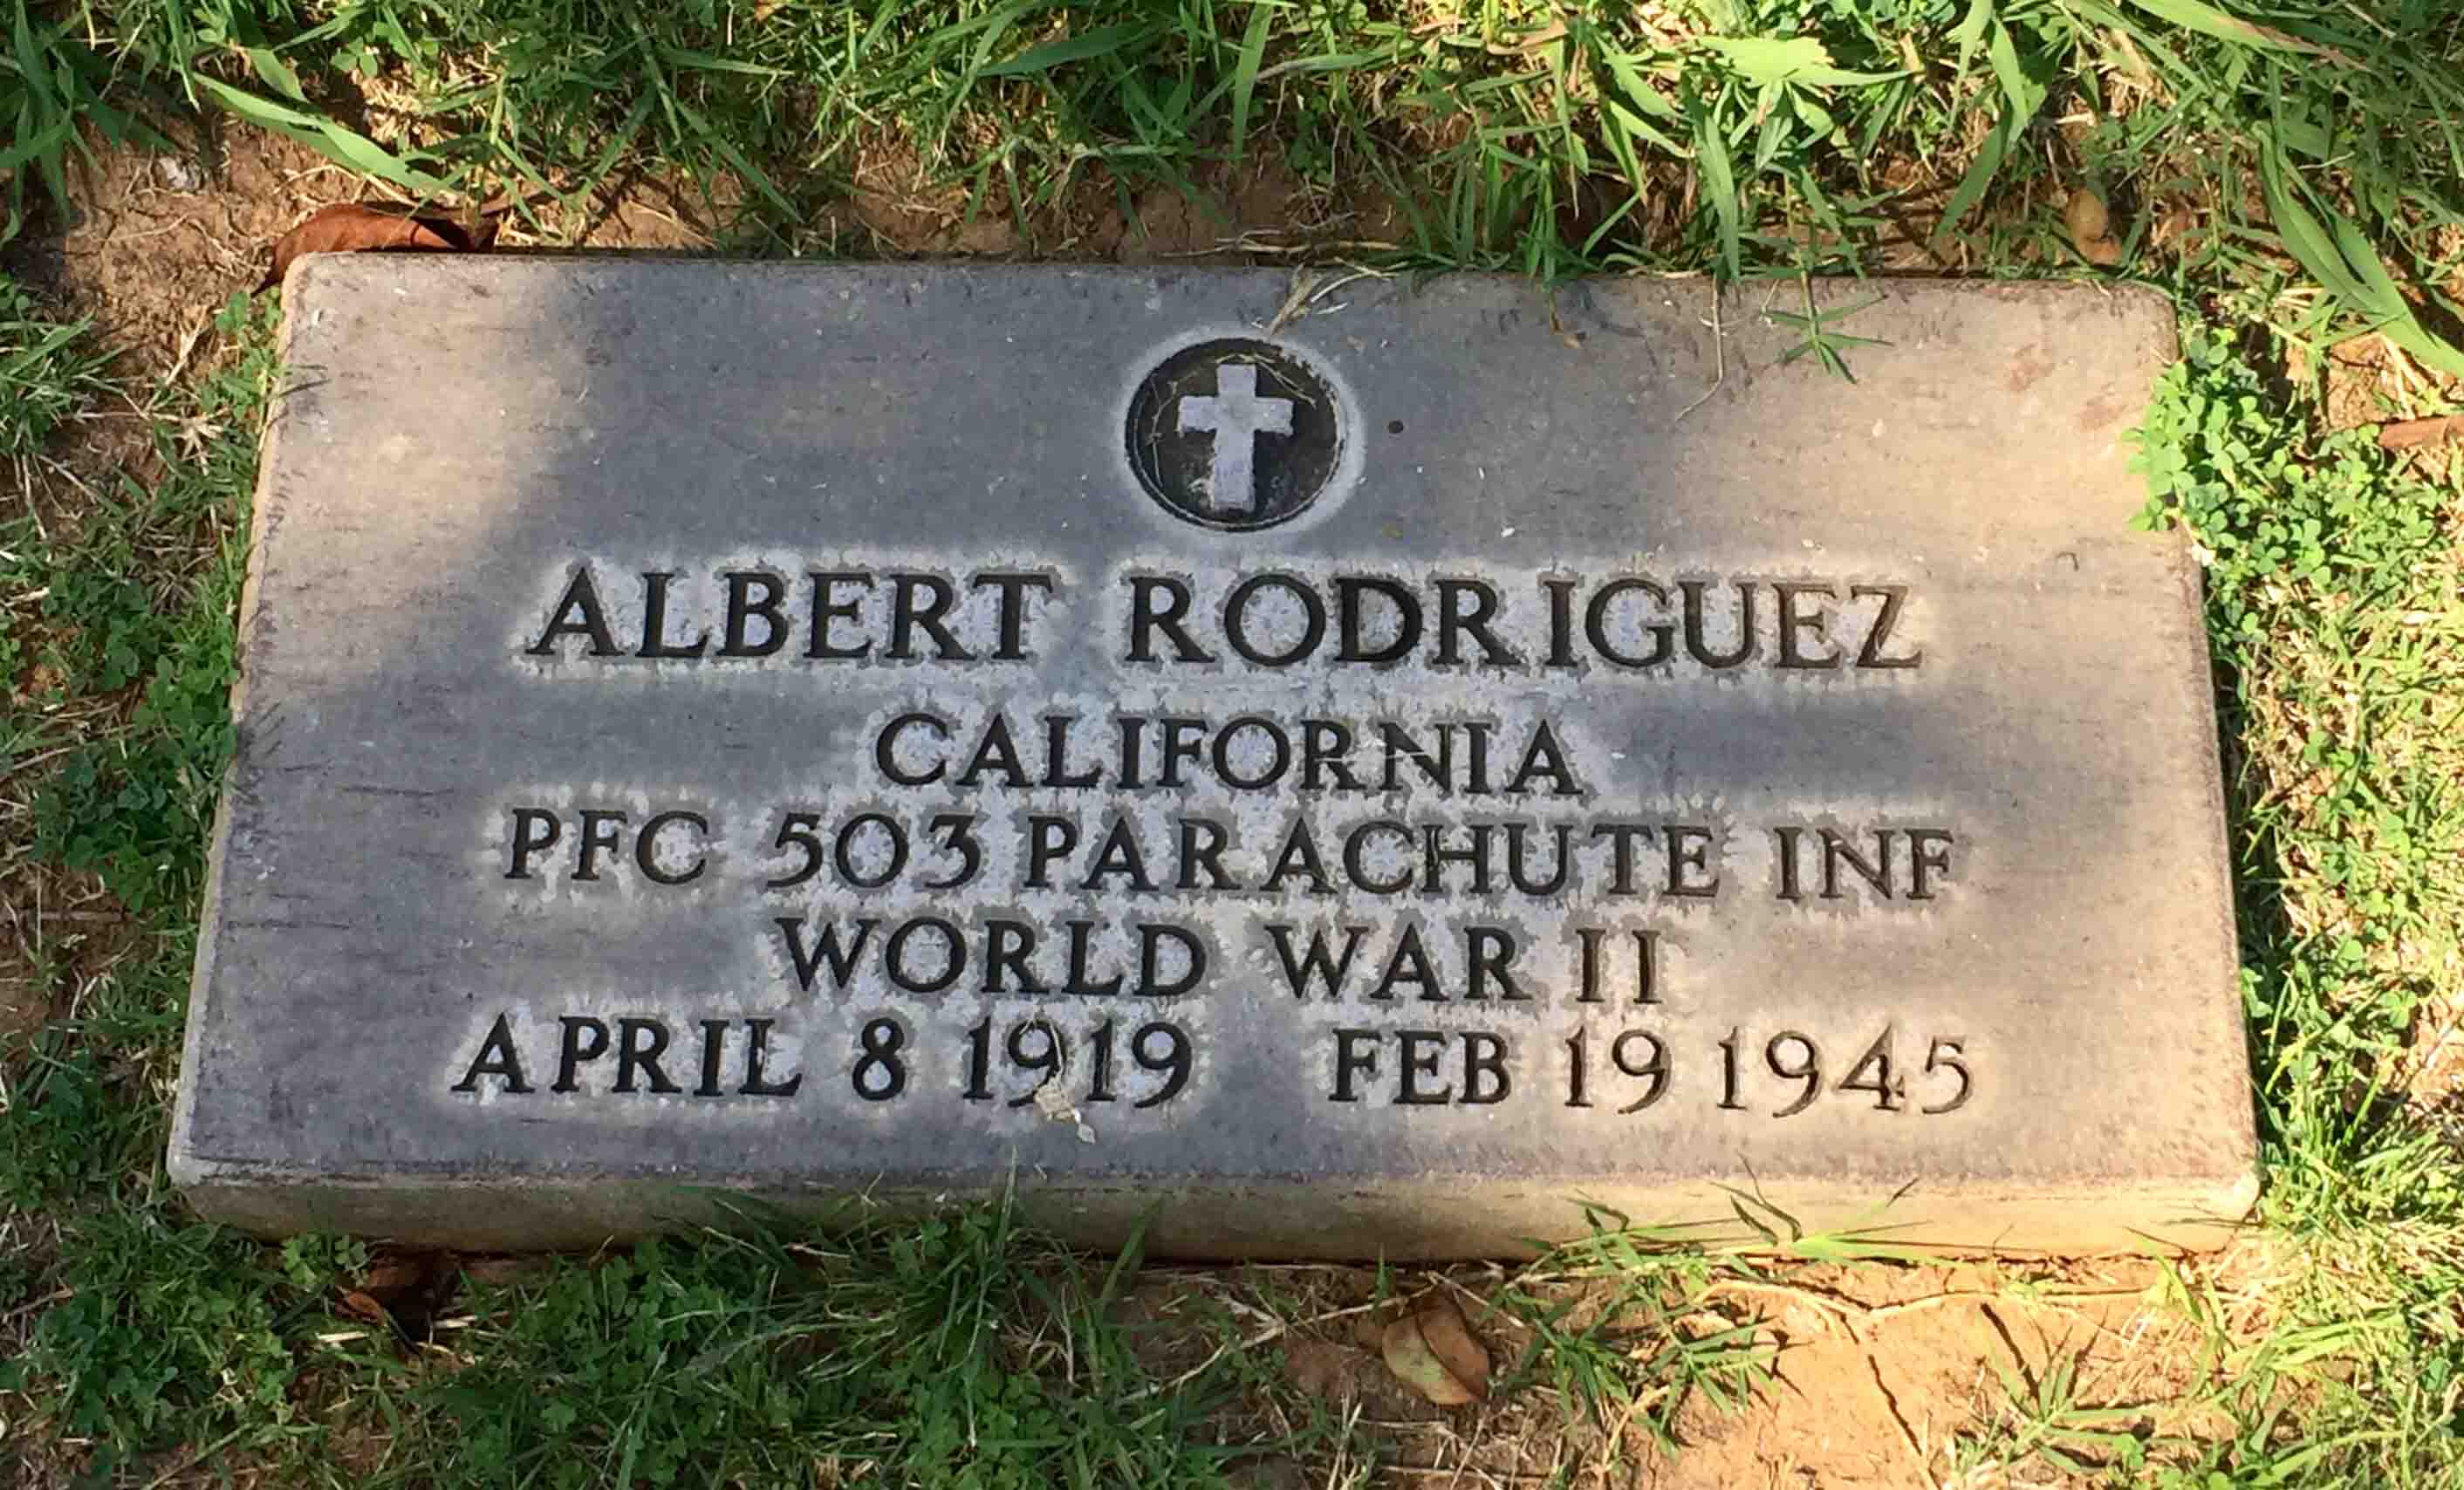 ALBERT RODRIGUEZ
CALIFORNIA
PFC 503 PARACHUTE INF
WORLD WAR II
APRIL 8 1919 FEB 19 1945